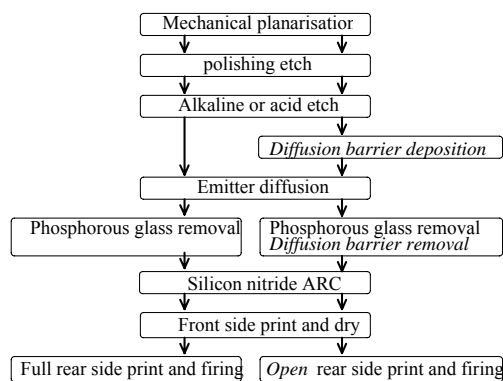 Mechanical planarisation
polishing etch
Alkaline or acid etch
Diffusion barrier deposition
Emitter diffusion
Phosphorous glass removal
Phosphorous glass removal
Diffusion barrier removal
Silicon nitride ARC
Front side print and dry
Full rear side print and firing
Open rear side print and firing